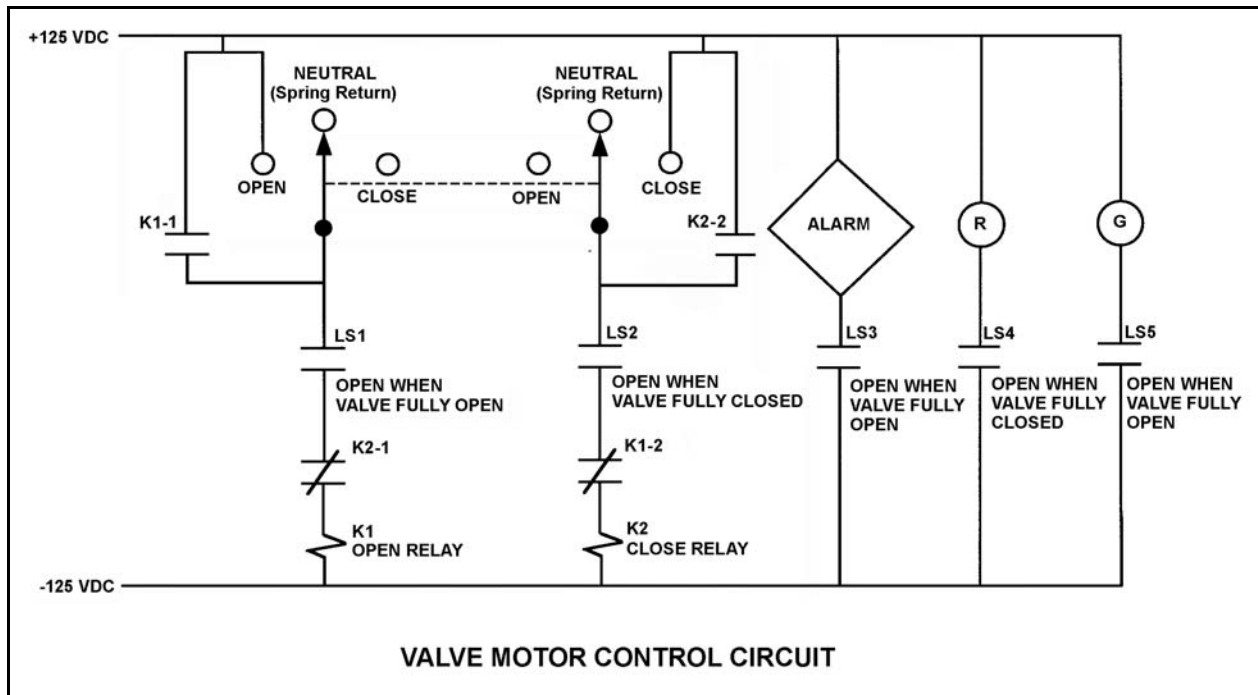 +125 VDC
NEUTRAL
(Spring Return)
NEUTRAL
(Spring Return)
OPEN
CLOSE
OPEN
CLOSE
K1-1
K2-2
ALARM
R
G
LS1
OPEN WHEN
VALVE FULLY OPEN
LS2
OPEN WHEN
VALVE FULLY CLOSED
LS3
OPEN WHEN
VALVE FULLY
OPEN
LS4
OPEN WHEN
VALVE FULLY
CLOSED
LS5
OPEN WHEN
VALVE FULLY
OPEN
K2-1
K1-2
K1
OPEN RELAY
K2
CLOSE RELAY
-125 VDC
VALVE MOTOR CONTROL CIRCUIT